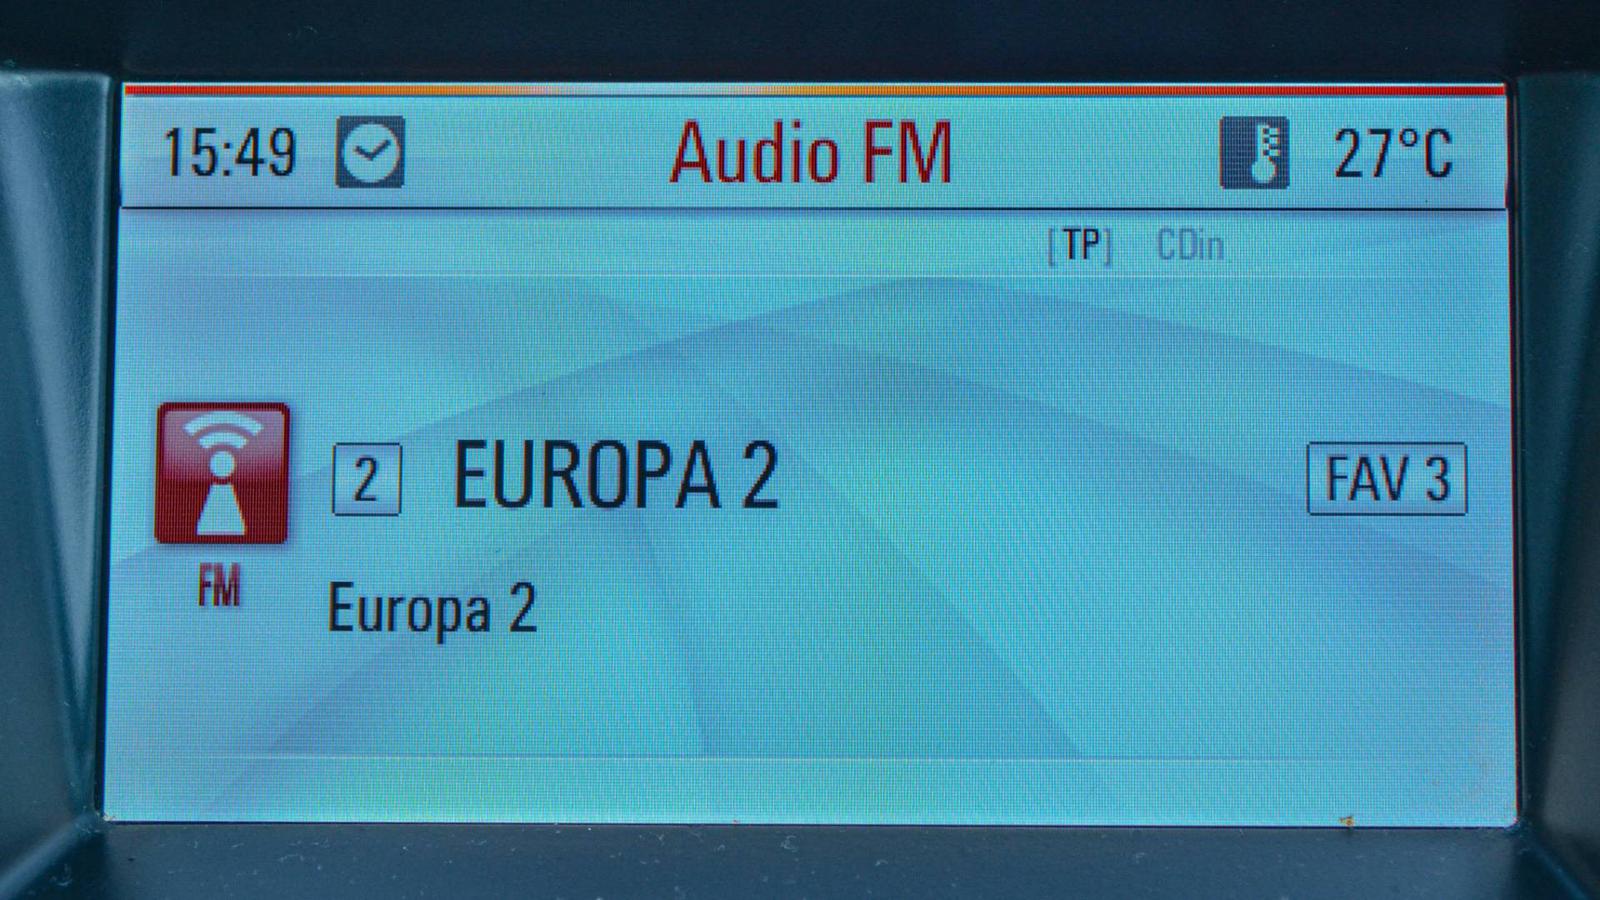 15:49 Audio FM 27°C
[TP] CDin
2 EUROPA 2 FAV 3
FM
Europa 2